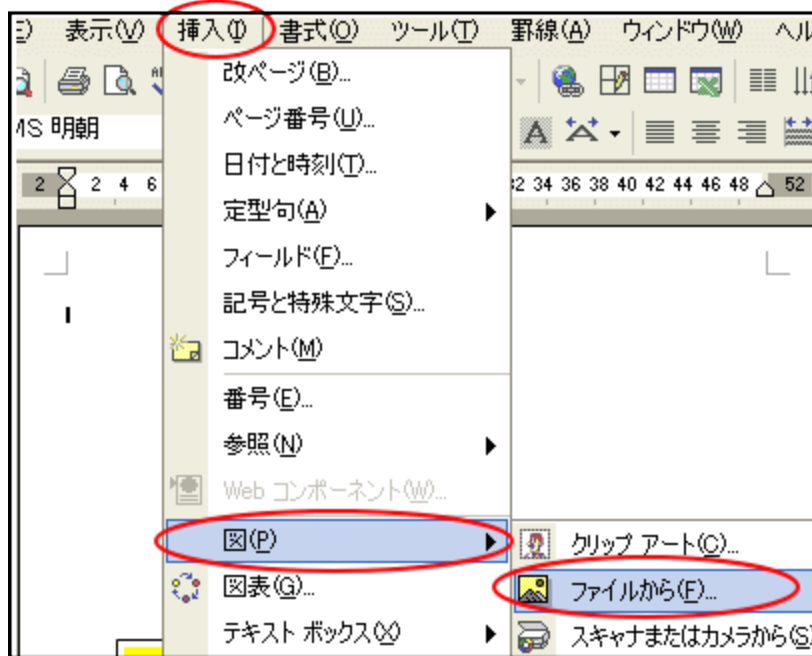 表示(V) 挿入(I) 書式(O) ツール(T) 罫線(A) ウィンドウ(W)
MS 明朝
2 2 4 6 32 34 36 38 40 42 44 46 48 52
改ページ(B)...
ページ番号(U)...
日付と時刻(T)...
定型句(A)
フィールド(F)...
記号と特殊文字(S)...
コメント(M)
番号(E)...
参照(N)
Web コンポーネント(W)...
図(P)
クリップ アート(C)...
図表(G)...
ファイルから(F)...
テキスト ボックス(X)
スキャナまたはカメラから(S)